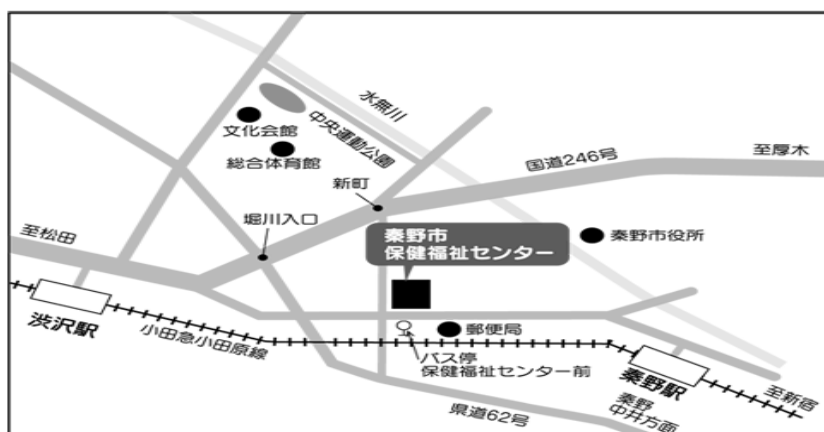 水無川
文化会館
中央運動公園
総合体育館
国道246号
至厚木
新町
堀川入口
至松田
秦野市
保健福祉センター
秦野市役所
渋沢駅
小田急小田原線
郵便局
バス停
保健福祉センター前
秦野駅
至新宿
秦野
中井方面
県道62号